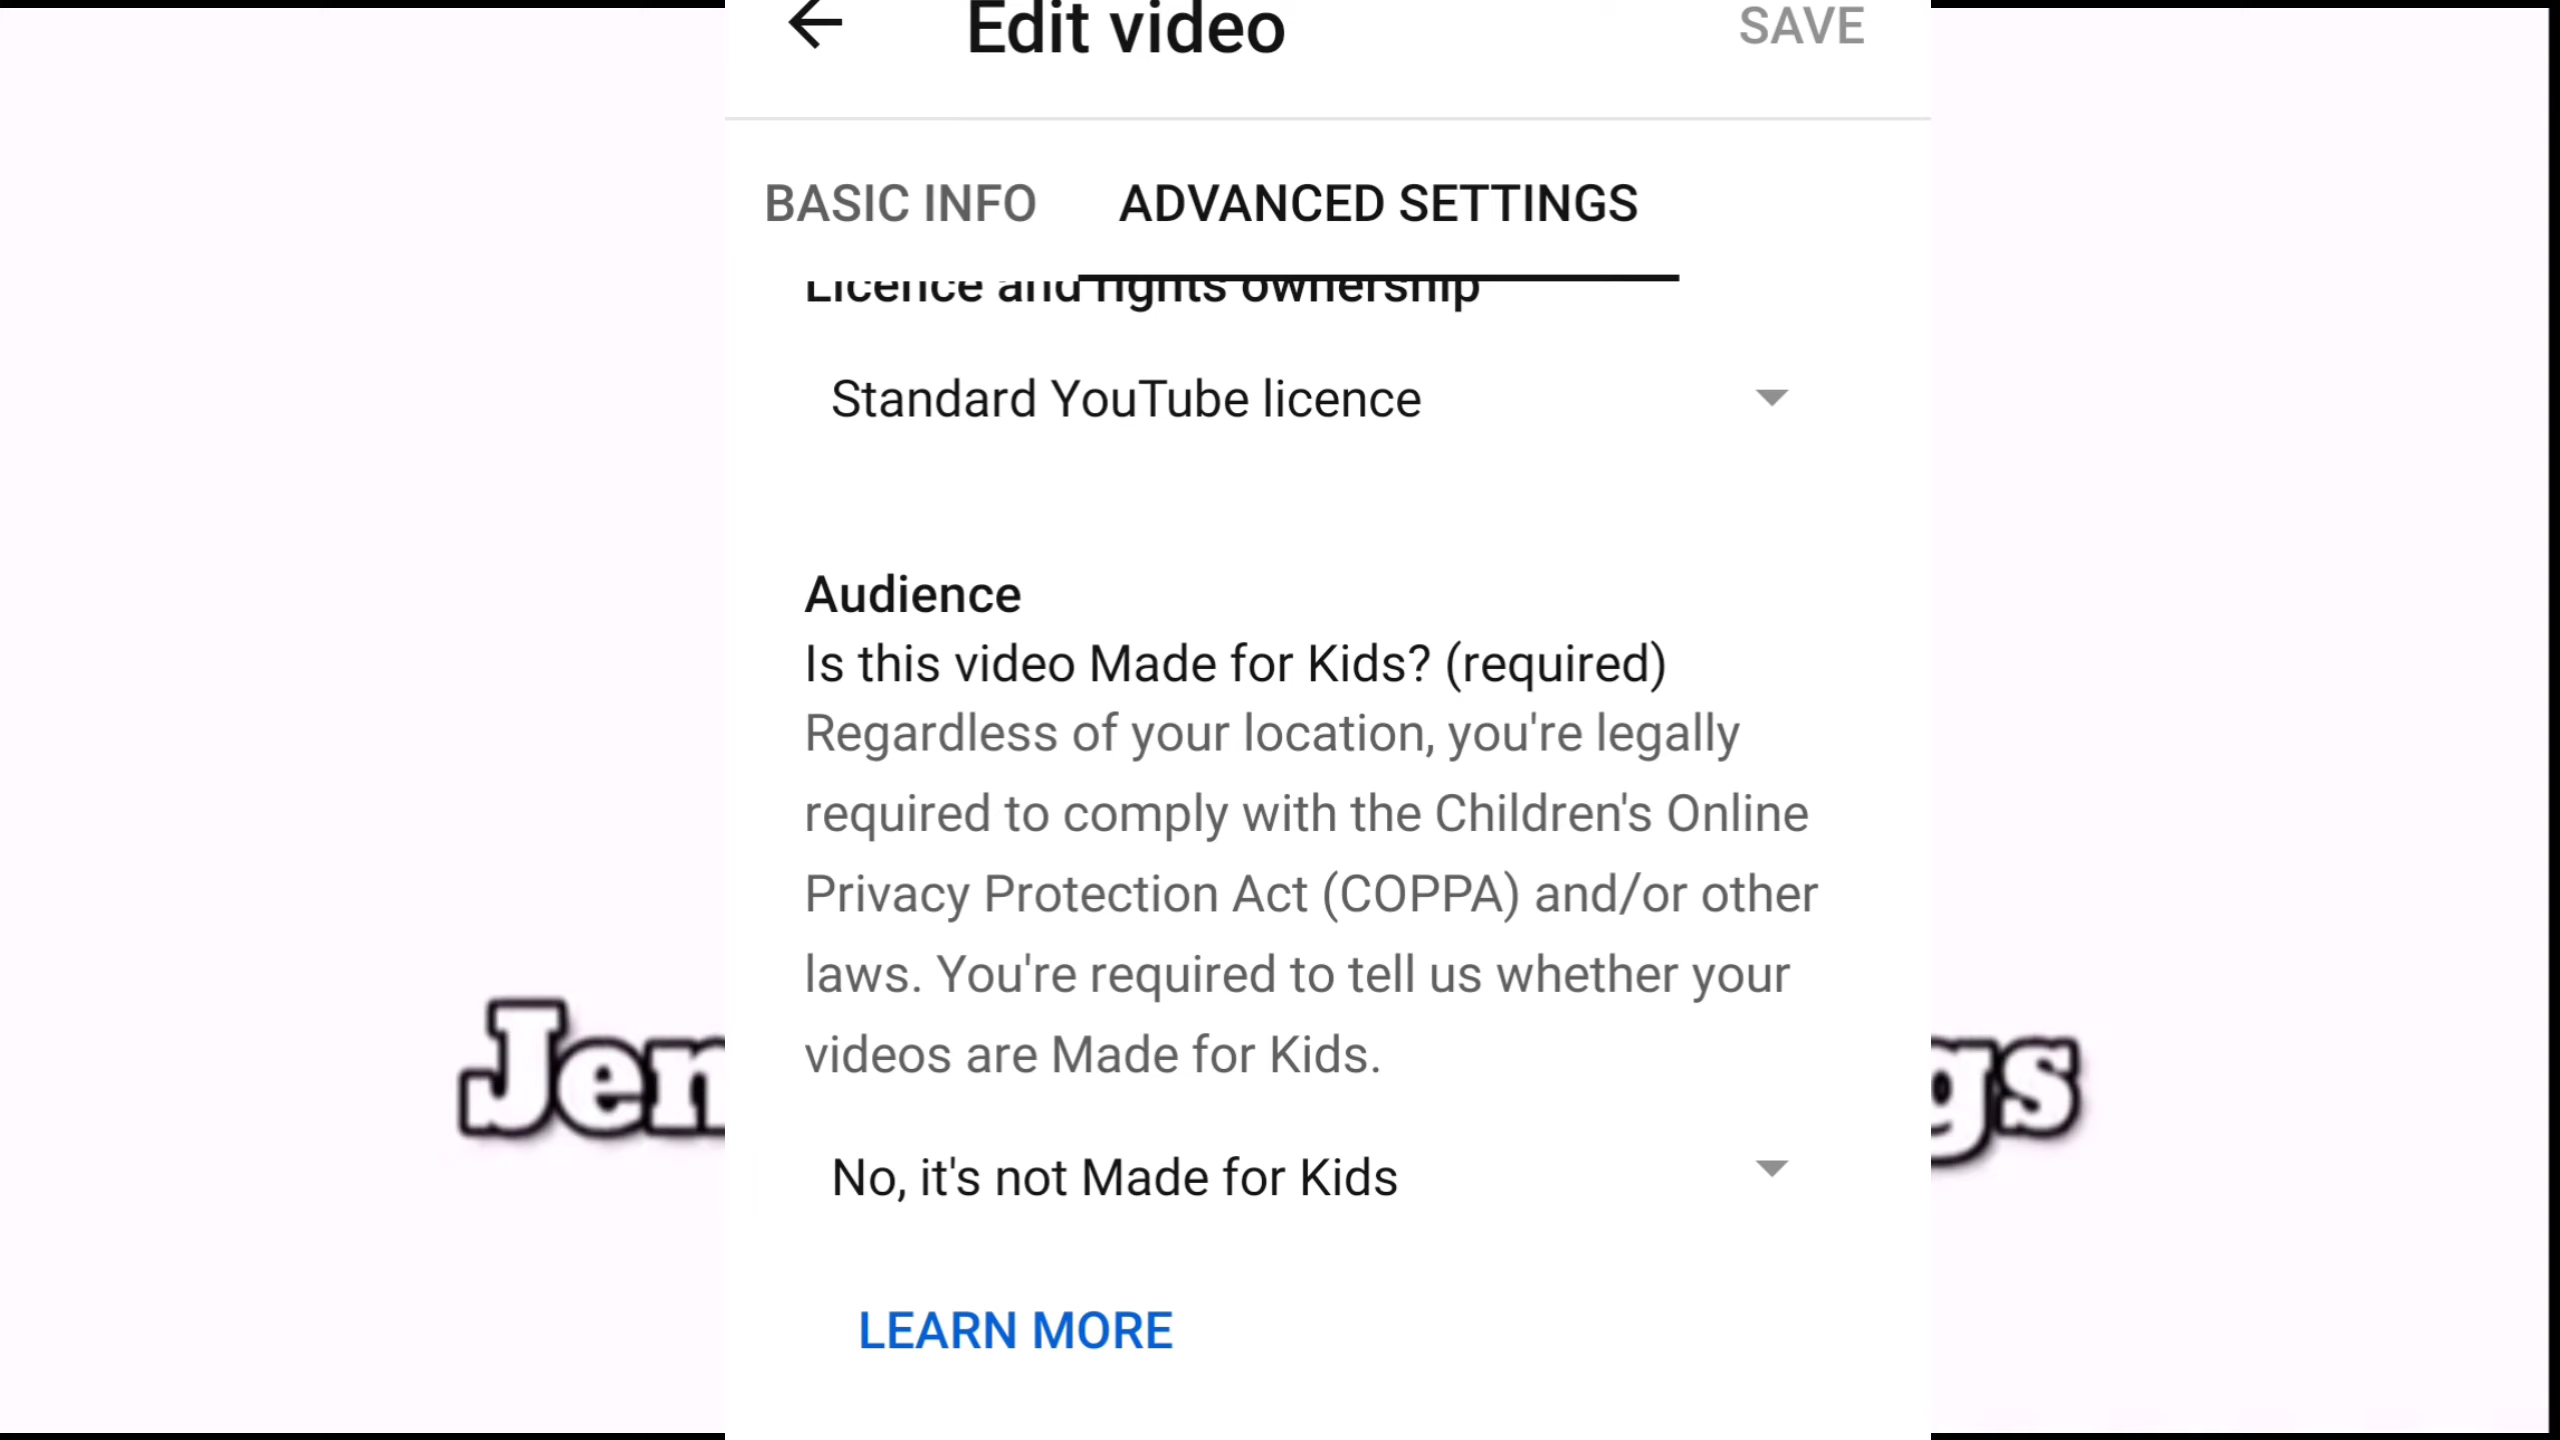 Edit video
SAVE
BASIC INFO
ADVANCED SETTINGS
Licence and rights ownership
Standard YouTube licence
Audience
Is this video Made for Kids? (required)
Regardless of your location, you're legally
required to comply with the Children's Online
Privacy Protection Act (COPPA) and/or other
laws. You're required to tell us whether your
videos are Made for Kids.
No, it's not Made for Kids
LEARN MORE